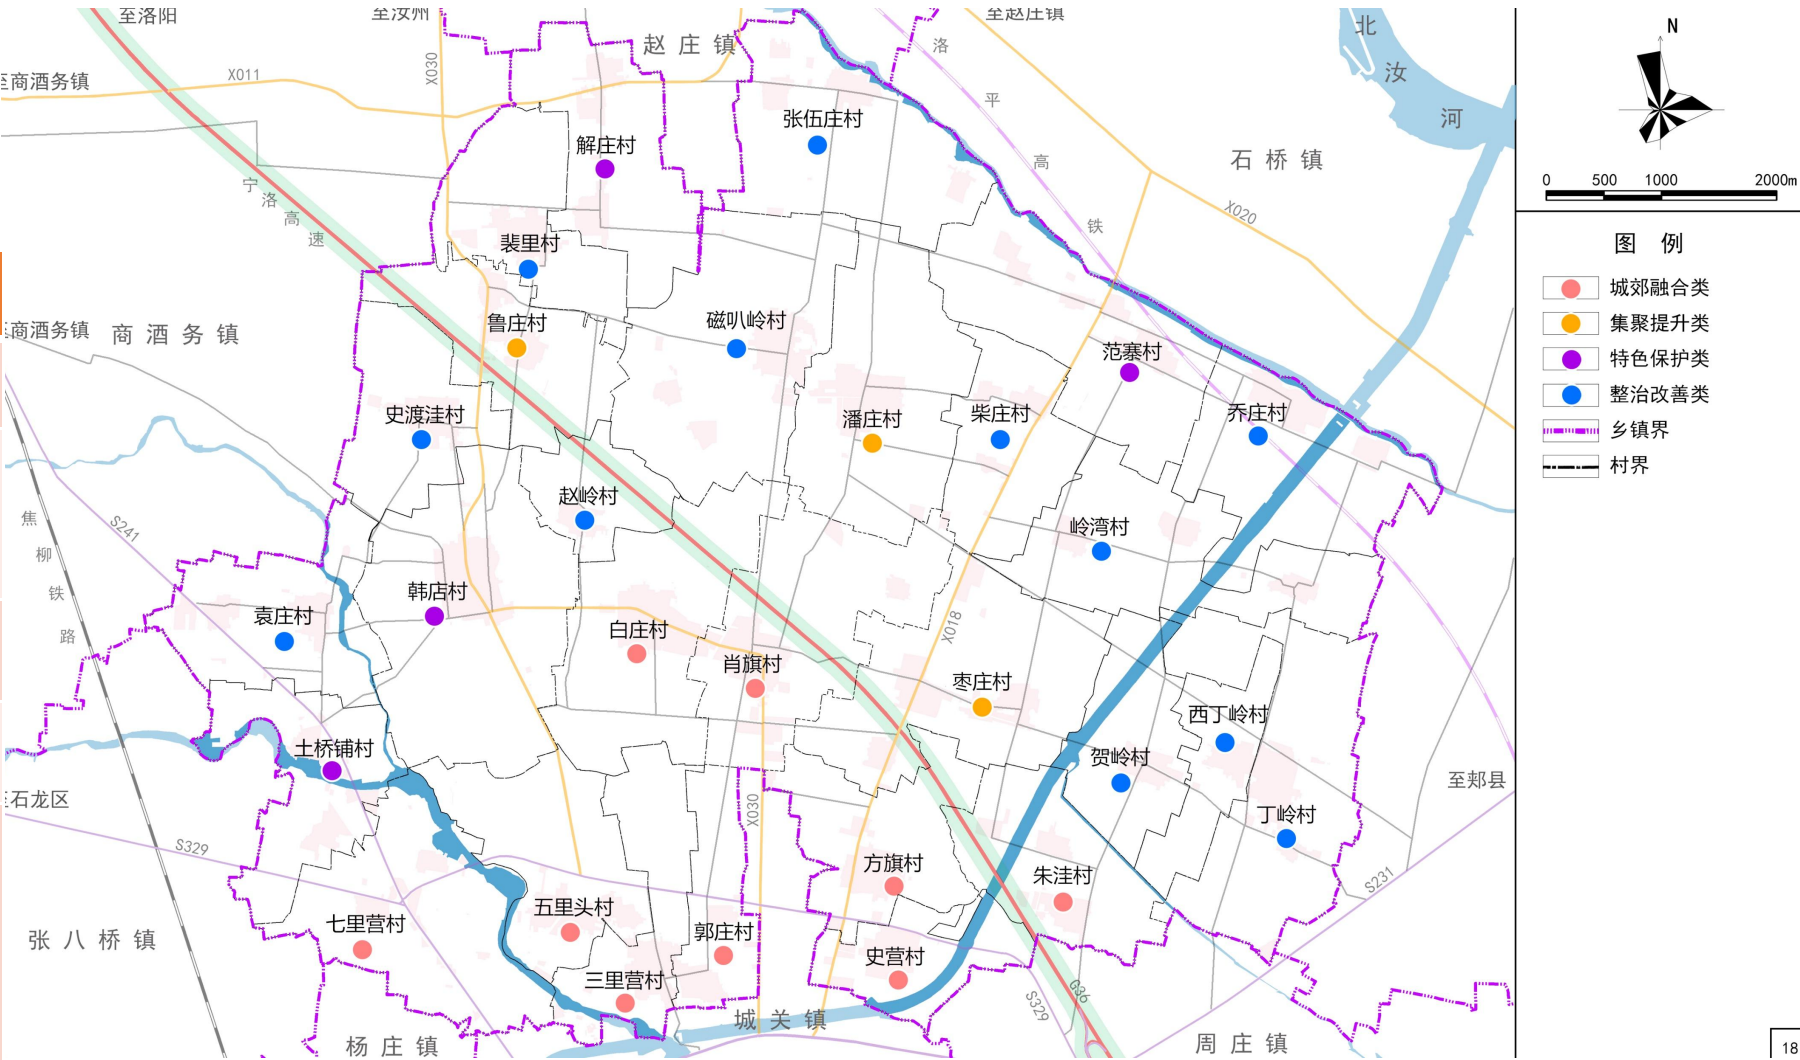 至洛阳
至汝州
赵庄镇
至赵庄镇
北
汝
河
N
洛
平
高
铁
X011
X030
至商酒务镇
张伍庄村
解庄村
石桥镇
0 500 1000 2000m
宁
洛
高
速
X020
裴里村
图例
城郊融合类
集聚提升类
特色保护类
整治改善类
乡镇界
村界
至商酒务镇
商酒务镇
鲁庄村
磁叭岭村
范寨村
史渡洼村
潘庄村
柴庄村
乔庄村
赵岭村
岭湾村
S241
焦
柳
铁
路
韩店村
袁庄村
白庄村
X018
肖旗村
枣庄村
西丁岭村
土桥铺村
贺岭村
至郏县
至石龙区
X030
丁岭村
S329
方旗村
朱洼村
S231
七里营村
五里头村
郭庄村
张八桥镇
史营村
三里营村
G36
S329
城关镇
杨庄镇
周庄镇
18